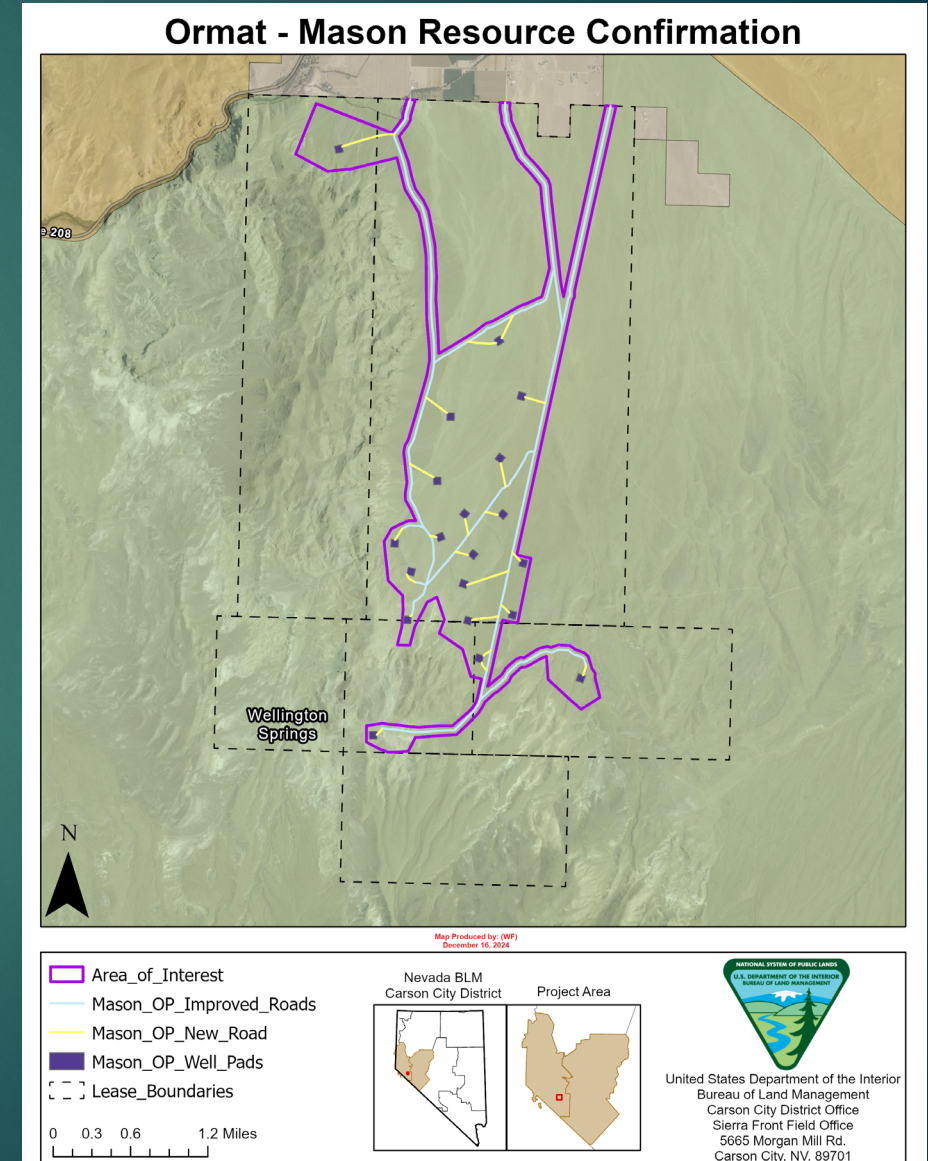 Ormat - Mason Resource Confirmation
e 208
Wellington
Springs
N
Map Produced by: (WF)
December 16, 2024
Area_of_Interest
Mason_OP_Improved_Roads
Mason_OP_New_Road
Mason_OP_Well_Pads
Lease_Boundaries
0 0.3 0.6 1.2 Miles
Nevada BLM
Carson City District
Project Area
NATIONAL SYSTEM OF PUBLIC LANDS
U.S. DEPARTMENT OF THE INTERIOR
BUREAU OF LAND MANAGEMENT
United States Department of the Interior
Bureau of Land Management
Carson City District Office
Sierra Front Field Office
5665 Morgan Mill Rd.
Carson City, NV. 89701